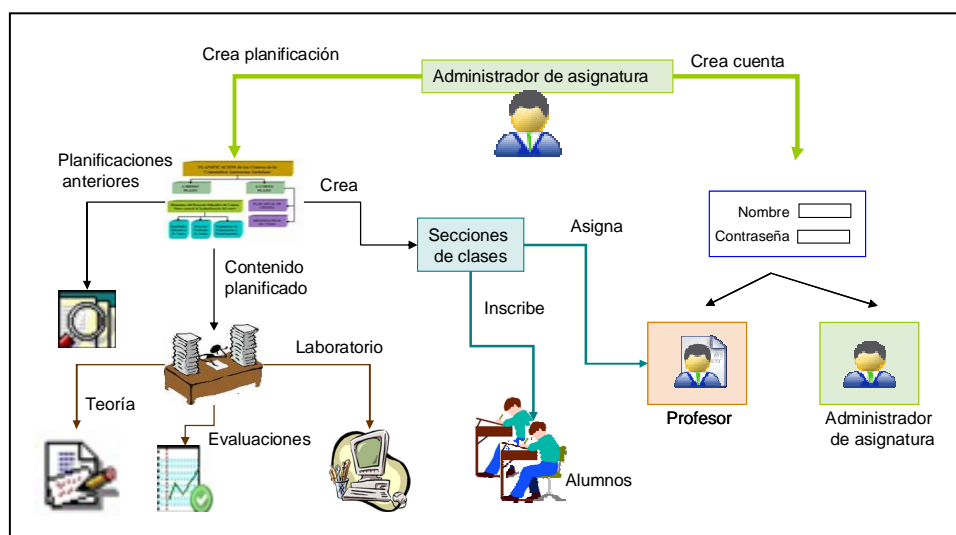 Crea planificación
Administrador de asignatura
Crea cuenta
Planificaciones
anteriores
Crea
Secciones
de clases
Asigna
Nombre
Contraseña
Contenido
planificado
Inscribe
Laboratorio
Teoría
Evaluaciones
Alumnos
Profesor
Administrador
de asignatura